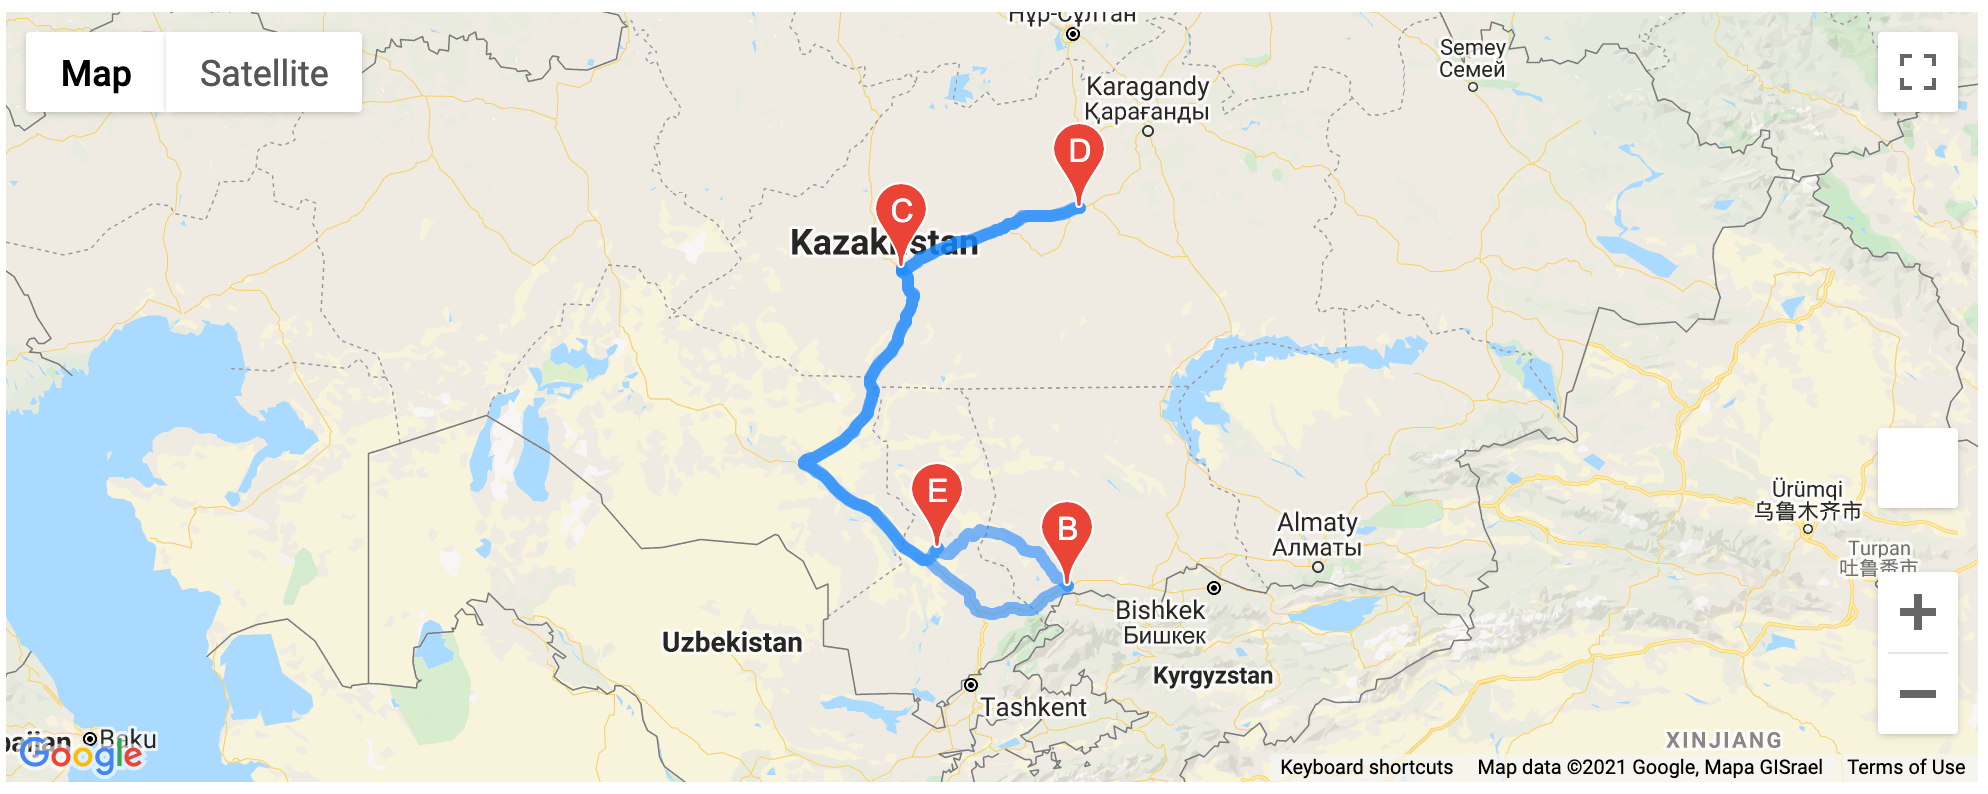 Нұр-Сұлтан
Map
Satellite
Semey
Семей
Karagandy
Қарағанды
D
C
Kazakhstan
E
B
Ürümqi
乌鲁木齐市
Almaty
Алматы
Turpan
吐鲁番市
Bishkek
Бишкек
Uzbekistan
Kyrgyzstan
Tashkent
Baku
XINJIANG
Google
Keyboard shortcuts
Map data ©2021 Google, Mapa GISrael
Terms of Use